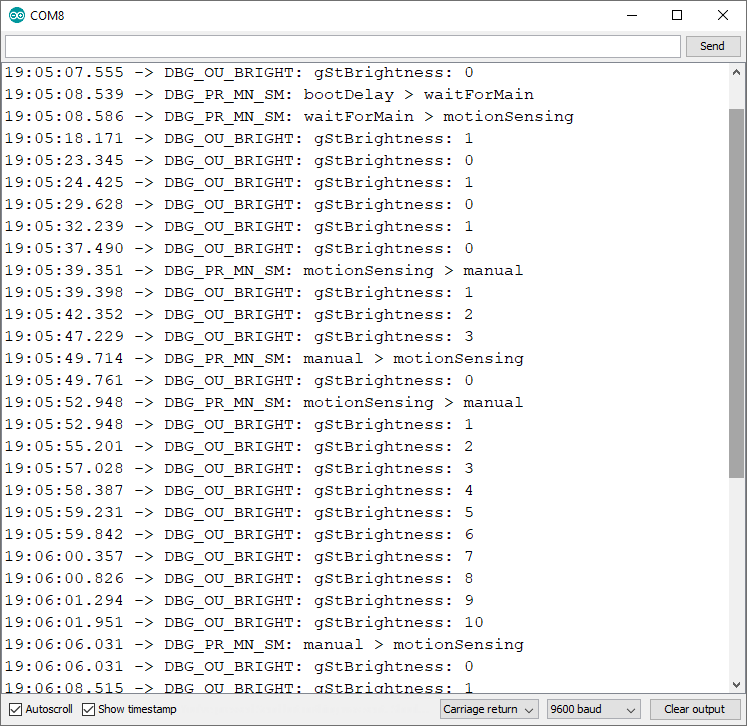 COM8
Send
19:05:07.555 -> DBG_OU_BRIGHT: gStBrightness: 0
19:05:08.539 -> DBG_PR_MN_SM: bootDelay > waitForMain
19:05:08.586 -> DBG_PR_MN_SM: waitForMain > motionSensing
19:05:18.171 -> DBG_OU_BRIGHT: gStBrightness: 1
19:05:23.345 -> DBG_OU_BRIGHT: gStBrightness: 0
19:05:24.425 -> DBG_OU_BRIGHT: gStBrightness: 1
19:05:29.628 -> DBG_OU_BRIGHT: gStBrightness: 0
19:05:32.239 -> DBG_OU_BRIGHT: gStBrightness: 1
19:05:37.490 -> DBG_OU_BRIGHT: gStBrightness: 0
19:05:39.351 -> DBG_PR_MN_SM: motionSensing > manual
19:05:39.398 -> DBG_OU_BRIGHT: gStBrightness: 1
19:05:42.352 -> DBG_OU_BRIGHT: gStBrightness: 2
19:05:47.229 -> DBG_OU_BRIGHT: gStBrightness: 3
19:05:49.714 -> DBG_PR_MN_SM: manual > motionSensing
19:05:49.761 -> DBG_OU_BRIGHT: gStBrightness: 0
19:05:52.948 -> DBG_PR_MN_SM: motionSensing > manual
19:05:52.948 -> DBG_OU_BRIGHT: gStBrightness: 1
19:05:55.201 -> DBG_OU_BRIGHT: gStBrightness: 2
19:05:57.028 -> DBG_OU_BRIGHT: gStBrightness: 3
19:05:58.387 -> DBG_OU_BRIGHT: gStBrightness: 4
19:05:59.231 -> DBG_OU_BRIGHT: gStBrightness: 5
19:05:59.842 -> DBG_OU_BRIGHT: gStBrightness: 6
19:06:00.357 -> DBG_OU_BRIGHT: gStBrightness: 7
19:06:00.826 -> DBG_OU_BRIGHT: gStBrightness: 8
19:06:01.294 -> DBG_OU_BRIGHT: gStBrightness: 9
19:06:01.951 -> DBG_OU_BRIGHT: gStBrightness: 10
19:06:06.031 -> DBG_PR_MN_SM: manual > motionSensing
19:06:06.031 -> DBG_OU_BRIGHT: gStBrightness: 0
19:06:08.515 -> DBG_OU_BRIGHT: gStBrightness: 1
Autoscroll Show timestamp Carriage return 9600 baud Clear output